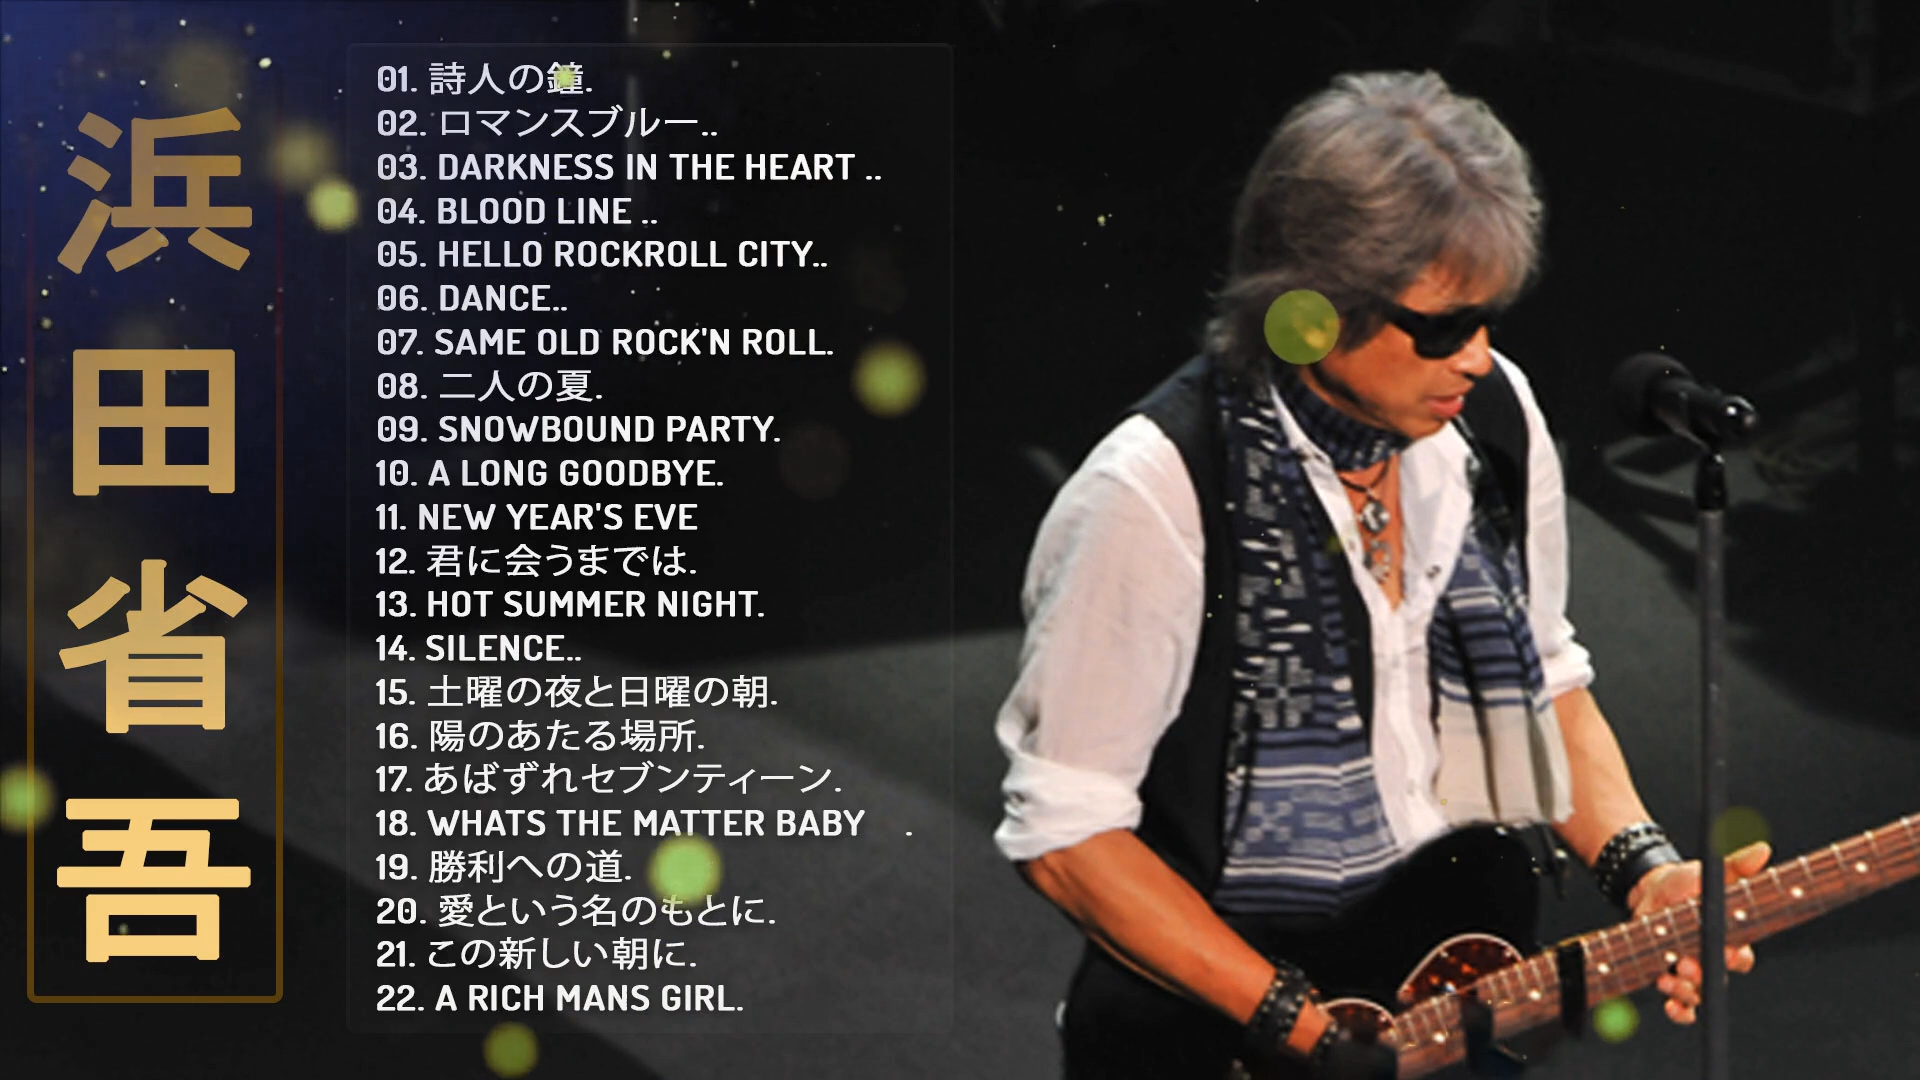 浜田省吾
01. 詩人の鐘.
02. ロマンスブルー..
03. DARKNESS IN THE HEART ..
04. BLOOD LINE ..
05. HELLO ROCKROLL CITY..
06. DANCE..
07. SAME OLD ROCK'N ROLL.
08. 二人の夏.
09. SNOWBOUND PARTY.
10. A LONG GOODBYE.
11. NEW YEAR'S EVE
12. 君に会うまでは.
13. HOT SUMMER NIGHT.
14. SILENCE..
15. 土曜の夜と日曜の朝.
16. 陽のあたる場所.
17. あばずれセブンティーン.
18. WHATS THE MATTER BABY .
19. 勝利への道.
20. 愛という名のもとに.
21. この新しい朝に.
22. A RICH MANS GIRL.